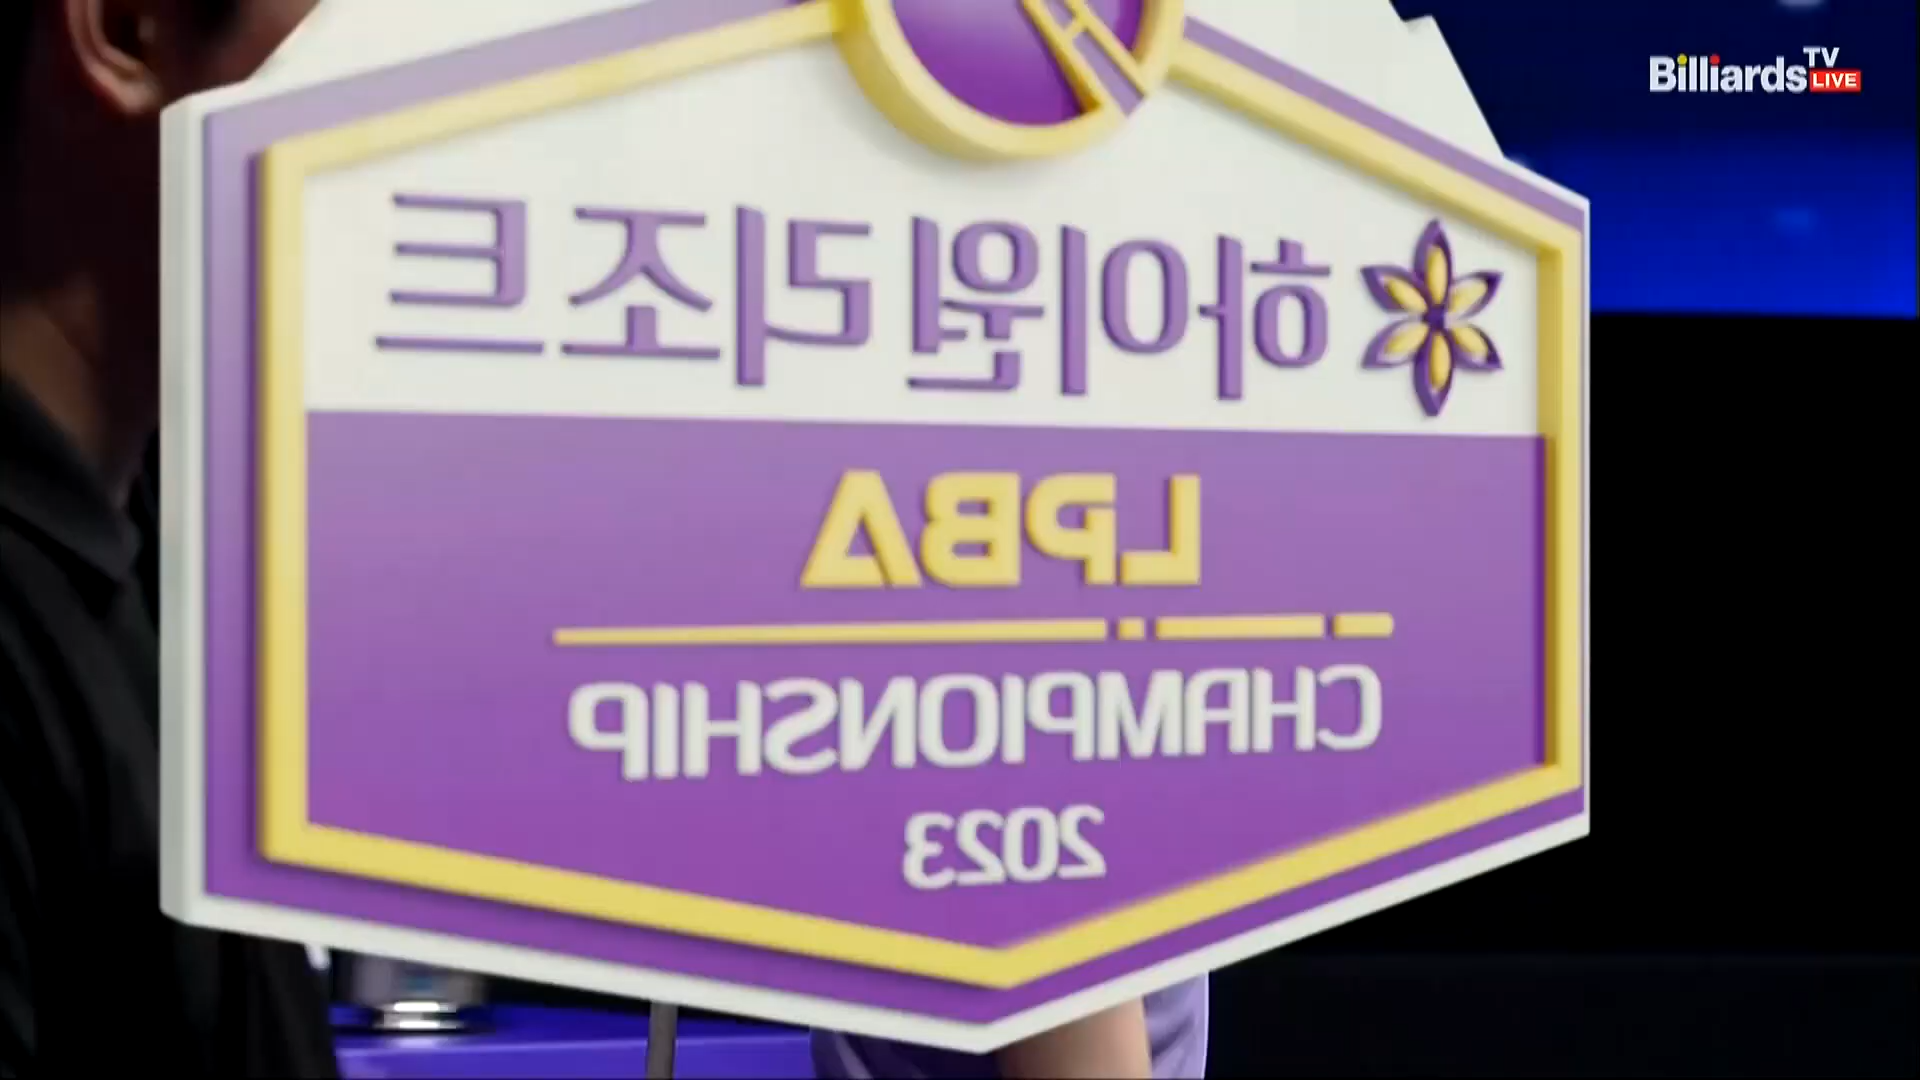 Billiards TV LIVE
하이원리조트
LPBA
CHAMPIONSHIP
2023